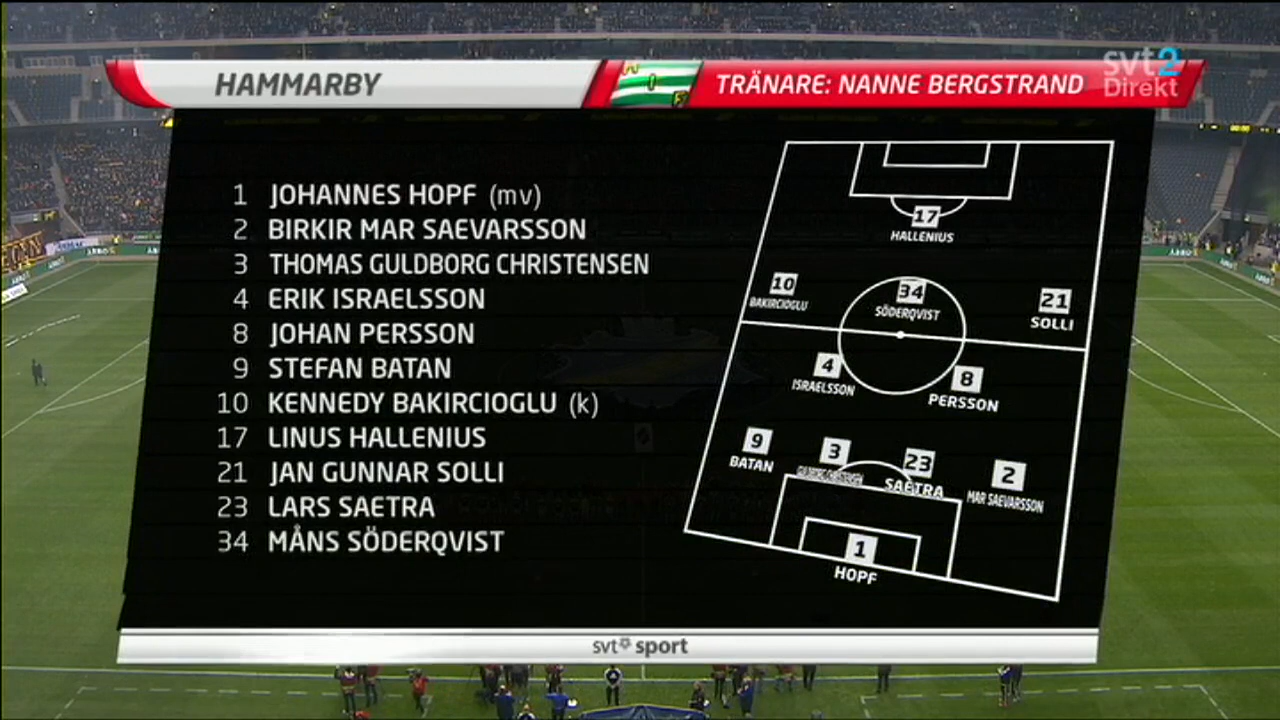 HAMMARBY
TRÄNARE: NANNE BERGSTRAND
svt2
Direkt
1 JOHANNES HOPF (mv)
2 BIRKIR MAR SAEVARSSON
3 THOMAS GULDBORG CHRISTENSEN
4 ERIK ISRAELSSON
8 JOHAN PERSSON
9 STEFAN BATAN
10 KENNEDY BAKIRCIOGLU (k)
17 LINUS HALLENIUS
21 JAN GUNNAR SOLLI
23 LARS SAETRA
34 MÅNS SÖDERQVIST
17
HALLENIUS
10
BAKIRCIOGLU
34
SÖDERQVIST
21
SOLLI
4
ISRAELSSON
8
PERSSON
9
BATAN
3
23
SAETRA
2
MAR SAEVARSSON
1
HOPF
svt sport